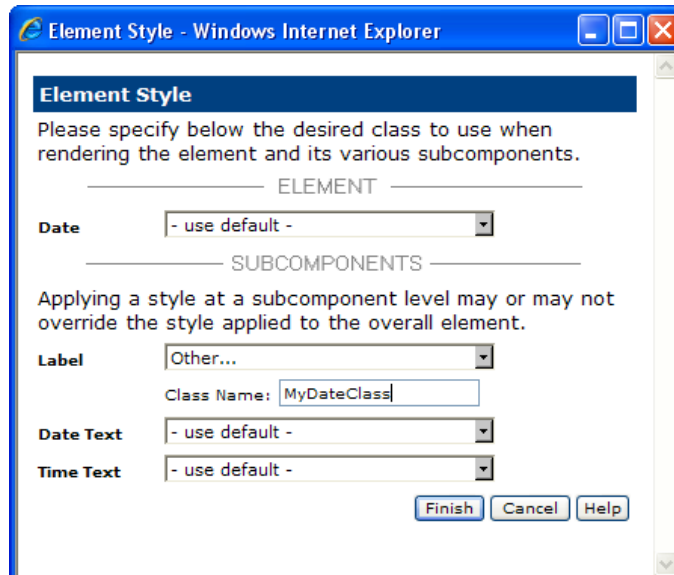 Element Style - Windows Internet Explorer
Element Style
Please specify below the desired class to use when
rendering the element and its various subcomponents.
ELEMENT
Date - use default -
SUBCOMPONENTS
Applying a style at a subcomponent level may or may not
override the style applied to the overall element.
Label Other...
Class Name: MyDateClass
Date Text - use default -
Time Text - use default -
Finish Cancel Help